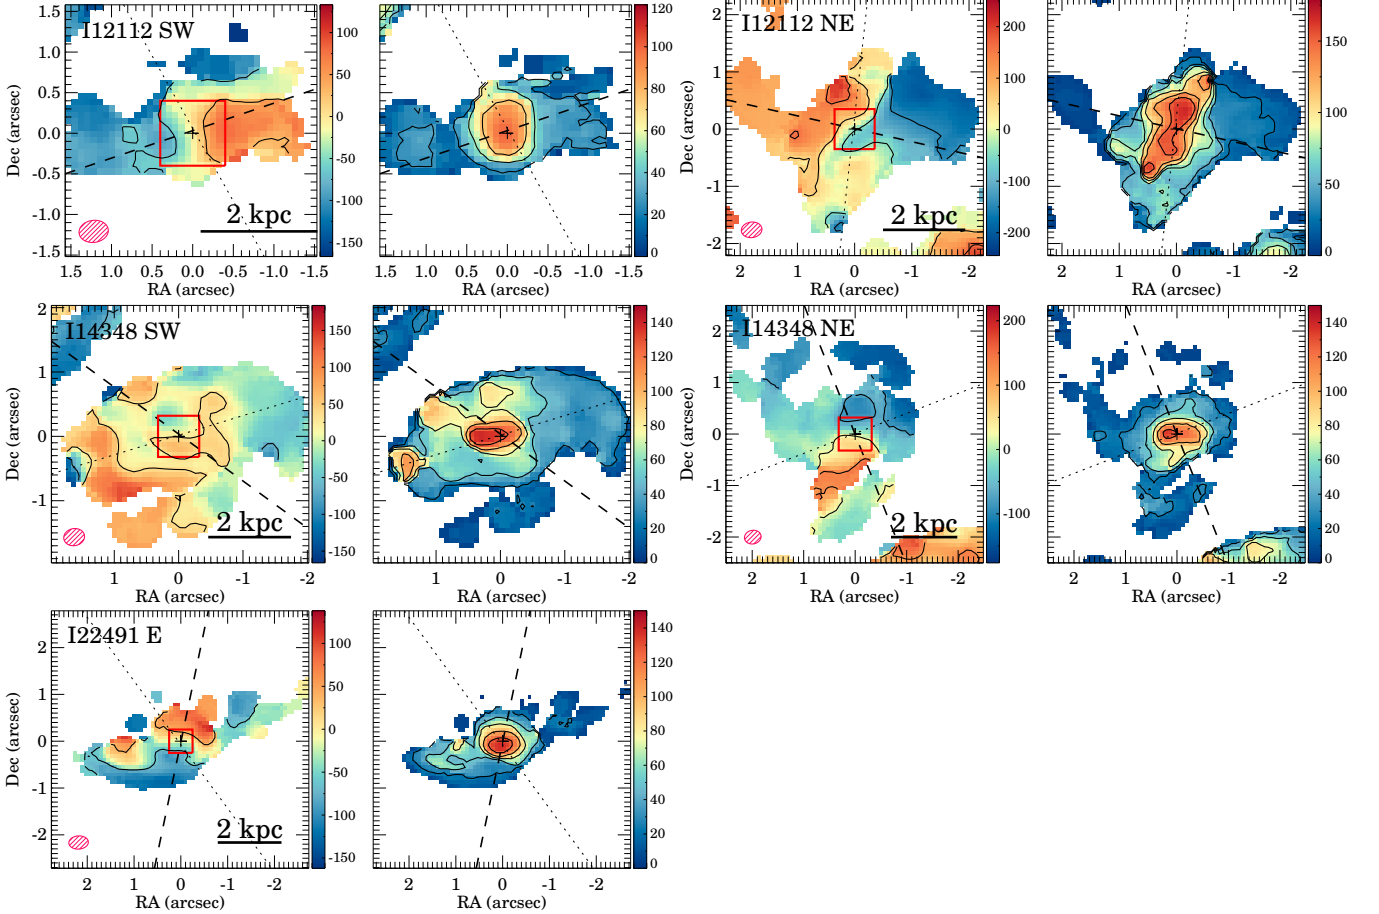 I12112 SW
2 kpc
Dec (arcsec)
1.5
1.0
0.5
0.0
-0.5
-1.0
-1.5
1.5 1.0 0.5 0.0 -0.5 -1.0 -1.5
RA (arcsec)
100
50
0
-50
-100
-150
1.5 1.0 0.5 0.0 -0.5 -1.0 -1.5
RA (arcsec)
120
100
80
60
40
20
0
I12112 NE
2 kpc
Dec (arcsec)
2
1
0
-1
-2
2 1 0 -1 -2
RA (arcsec)
200
100
0
-100
-200
2 1 0 -1 -2
RA (arcsec)
150
100
50
0
I14348 SW
2 kpc
Dec (arcsec)
2
1
0
-1
1 0 -1 -2
RA (arcsec)
150
100
50
0
-50
-100
-150
1 0 -1 -2
RA (arcsec)
140
120
100
80
60
40
20
0
I14348 NE
2 kpc
Dec (arcsec)
2
1
0
-1
-2
2 1 0 -1 -2
RA (arcsec)
200
100
0
-100
2 1 0 -1 -2
RA (arcsec)
140
120
100
80
60
40
20
0
I22491 E
2 kpc
Dec (arcsec)
2
1
0
-1
-2
2 1 0 -1 -2
RA (arcsec)
100
50
0
-50
-100
-150
2 1 0 -1 -2
RA (arcsec)
140
120
100
80
60
40
20
0